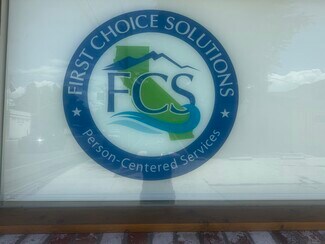 FIRST CHOICE SOLUTIONS
FCS
Person-Centered Services